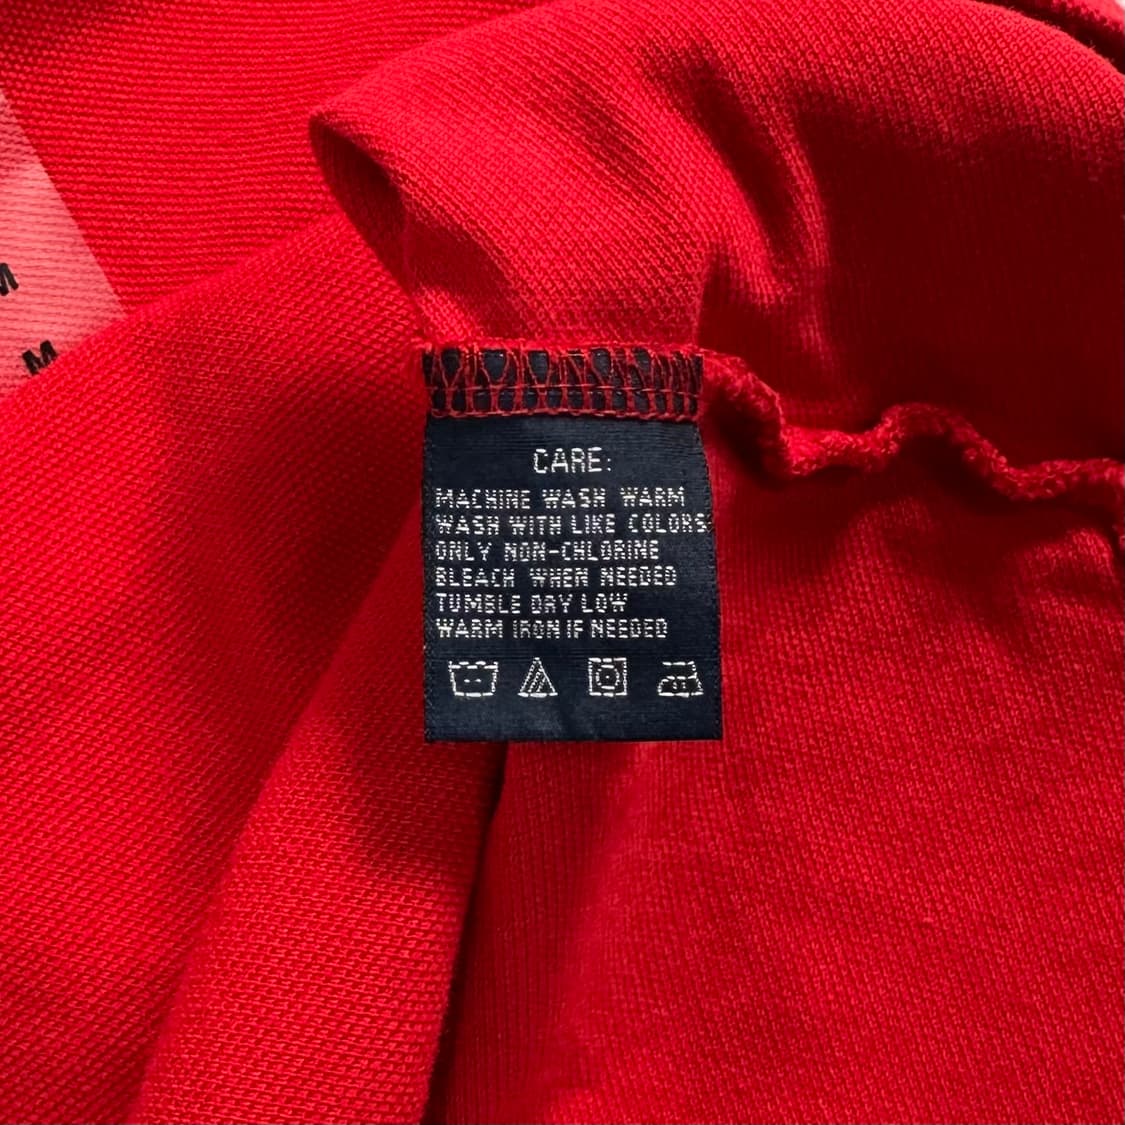 M
M
CARE:
MACHINE WASH WARM
WASH WITH LIKE COLORS
ONLY NON-CHLORINE
BLEACH WHEN NEEDED
TUMBLE DRY LOW
WARM IRON IF NEEDED